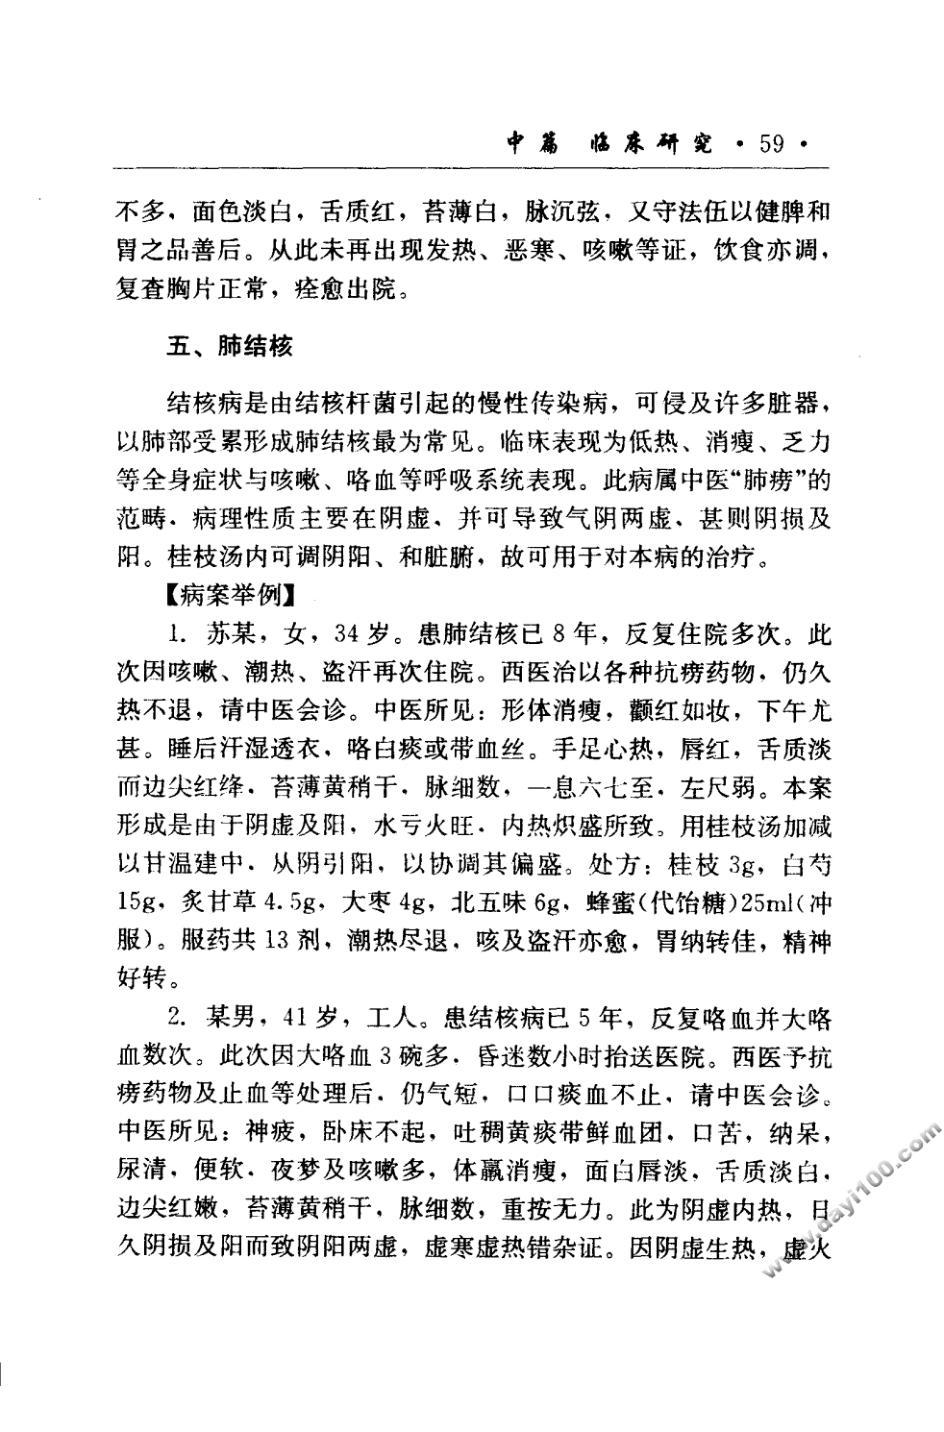 中篇 临床研究 · 59 ·
不多，面色淡白，舌质红，苔薄白，脉沉弦，又守法伍以健脾和
胃之品善后。从此未再出现发热、恶寒、咳嗽等证，饮食亦调，
复查胸片正常，痊愈出院。
五、肺结核
结核病是由结核杆菌引起的慢性传染病，可侵及许多脏器，
以肺部受累形成肺结核最为常见。临床表现为低热、消瘦、乏力
等全身症状与咳嗽、咯血等呼吸系统表现。此病属中医“肺痨”的
范畴，病理性质主要在阴虚，并可导致气阴两虚，甚则阴损及
阳。桂枝汤内可调阴阳、和脏腑，故可用于对本病的治疗。
【病案举例】
1. 苏某，女，34 岁。患肺结核已 8 年，反复住院多次。此
次因咳嗽、潮热、盗汗再次住院。西医治以各种抗痨药物，仍久
热不退，请中医会诊。中医所见：形体消瘦，颧红如妆，下午尤
甚。睡后汗湿透衣，咯白痰或带血丝。手足心热，唇红，舌质淡
而边尖红绛，苔薄黄稍干，脉细数，一息六七至，左尺弱。本案
形成是由于阴虚及阳，水亏火旺，内热炽盛所致。用桂枝汤加减
以甘温建中，从阴引阳，以协调其偏盛。处方：桂枝 3g，白芍
15g，炙甘草 4.5g，大枣 4g，北五味 6g，蜂蜜(代饴糖)25ml(冲
服)。服药共 13 剂，潮热尽退，咳及盗汗亦愈，胃纳转佳，精神
好转。
2. 某男，41 岁，工人。患结核病已 5 年，反复咯血并大咯
血数次。此次因大咯血 3 碗多，昏迷数小时抬送医院。西医予抗
痨药物及止血等处理后，仍气短，口口痰血不止，请中医会诊。
中医所见：神疲，卧床不起，吐稠黄痰带鲜血团，口苦，纳呆，
尿清，便软，夜梦及咳嗽多，体羸消瘦，面白唇淡，舌质淡白，
边尖红嫩，苔薄黄稍干，脉细数，重按无力。此为阴虚内热，日
久阴损及阳而致阴阳两虚，虚寒虚热错杂证。因阴虚生热，虚火
www.dayi100.com